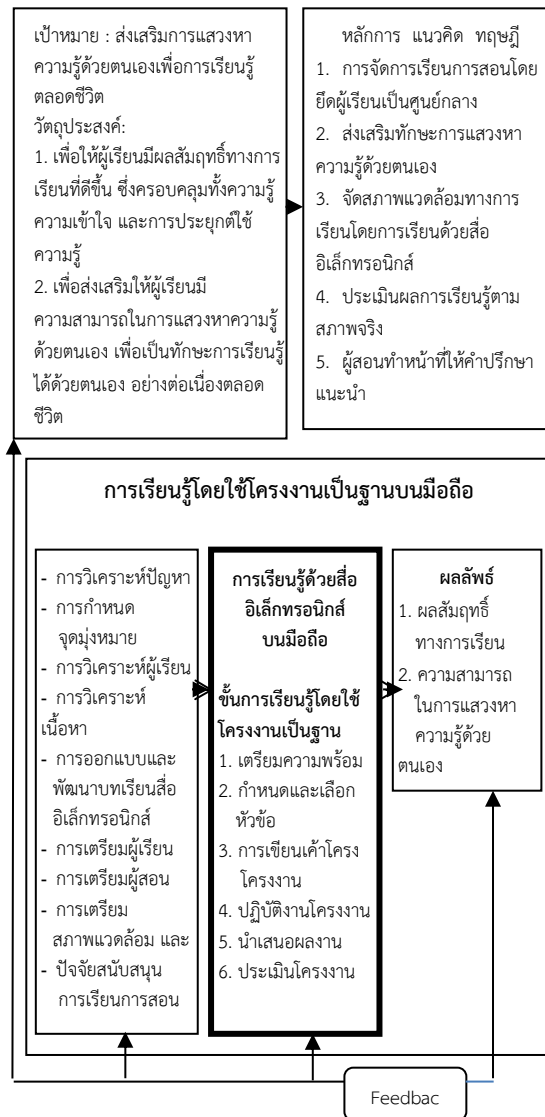 เป้าหมาย : ส่งเสริมการแสวงหา
ความรู้ด้วยตนเองเพื่อการเรียนรู้
ตลอดชีวิต
วัตถุประสงค์:
1. เพื่อให้ผู้เรียนมีผลสัมฤทธิ์ทางการ
เรียนที่ดีขึ้น ซึ่งครอบคลุมทั้งความรู้
ความเข้าใจ และการประยุกต์ใช้
ความรู้
2. เพื่อส่งเสริมให้ผู้เรียนมี
ความสามารถในการแสวงหาความรู้
ด้วยตนเอง เพื่อเป็นทักษะการเรียนรู้
ได้ด้วยตนเอง อย่างต่อเนื่องตลอด
ชีวิต
หลักการ แนวคิด ทฤษฎี
1. การจัดการเรียนการสอนโดย
ยึดผู้เรียนเป็นศูนย์กลาง
2. ส่งเสริมทักษะการแสวงหา
ความรู้ด้วยตนเอง
3. จัดสภาพแวดล้อมทางการ
เรียนโดยการเรียนด้วยสื่อ
อิเล็กทรอนิกส์
4. ประเมินผลการเรียนรู้ตาม
สภาพจริง
5. ผู้สอนทำหน้าที่ให้คำปรึกษา
แนะนำ
การเรียนรู้โดยใช้โครงงานเป็นฐานบนมือถือ
- การวิเคราะห์ปัญหา
- การกำหนด
จุดมุ่งหมาย
- การวิเคราะห์ผู้เรียน
- การวิเคราะห์
เนื้อหา
- การออกแบบและ
พัฒนาบทเรียนสื่อ
อิเล็กทรอนิกส์
- การเตรียมผู้เรียน
- การเตรียมผู้สอน
- การเตรียม
สภาพแวดล้อม และ
- ปัจจัยสนับสนุน
การเรียนการสอน
การเรียนรู้ด้วยสื่อ
อิเล็กทรอนิกส์
บนมือถือ
ขั้นการเรียนรู้โดยใช้
โครงงานเป็นฐาน
1. เตรียมความพร้อม
2. กำหนดและเลือก
หัวข้อ
3. การเขียนเค้าโครง
โครงงาน
4. ปฏิบัติงานโครงงาน
5. นำเสนอผลงาน
6. ประเมินโครงงาน
ผลลัพธ์
1. ผลสัมฤทธิ์
ทางการเรียน
2. ความสามารถ
ในการแสวงหา
ความรู้ด้วย
ตนเอง
Feedbac